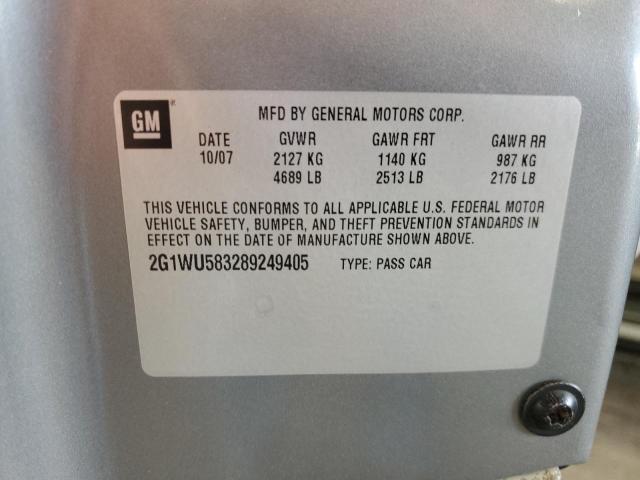 GM
MFD BY GENERAL MOTORS CORP.
DATE GVWR GAWR FRT GAWR RR
10/07 2127 KG 1140 KG 987 KG
4689 LB 2513 LB 2176 LB
THIS VEHICLE CONFORMS TO ALL APPLICABLE U.S. FEDERAL MOTOR
VEHICLE SAFETY, BUMPER, AND THEFT PREVENTION STANDARDS IN
EFFECT ON THE DATE OF MANUFACTURE SHOWN ABOVE.
2G1WU583289249405 TYPE: PASS CAR